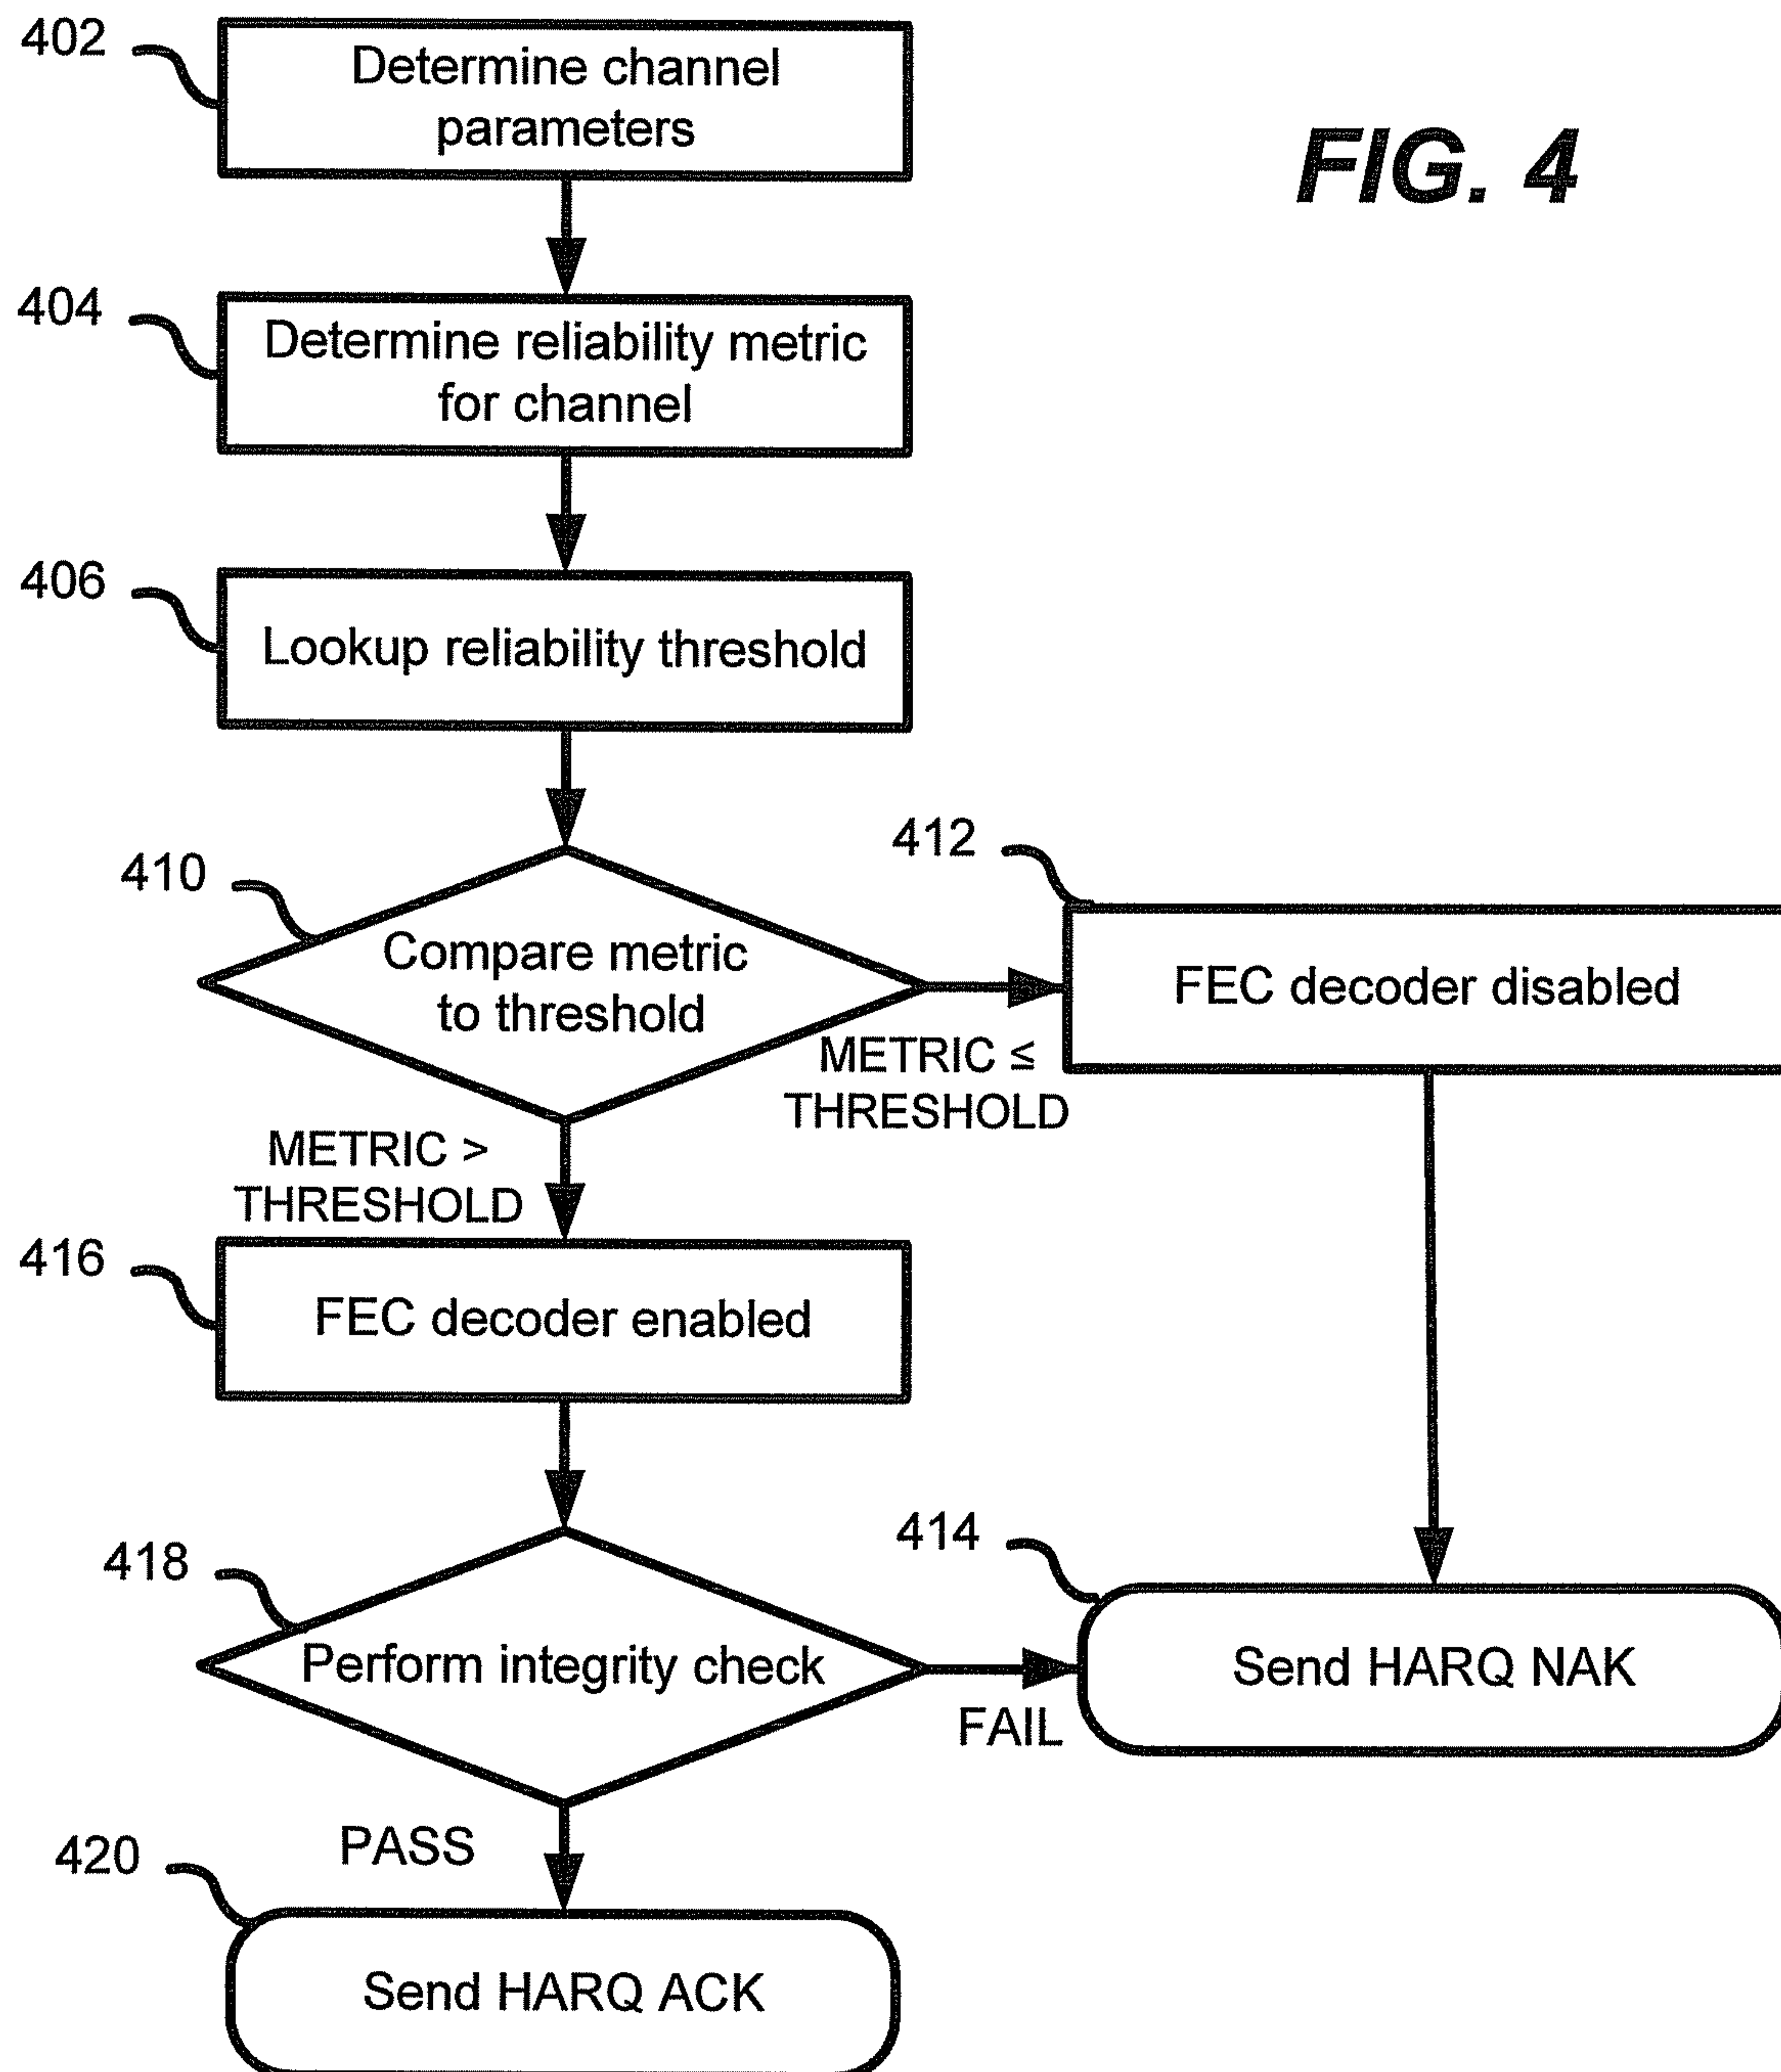 402
Determine channel
parameters
FIG. 4
404
Determine reliability metric
for channel
406
Lookup reliability threshold
410
Compare metric
to threshold
412
FEC decoder disabled
METRIC ≤
THRESHOLD
METRIC >
THRESHOLD
416
FEC decoder enabled
418
Perform integrity check
414
Send HARQ NAK
FAIL
PASS
420
Send HARQ ACK